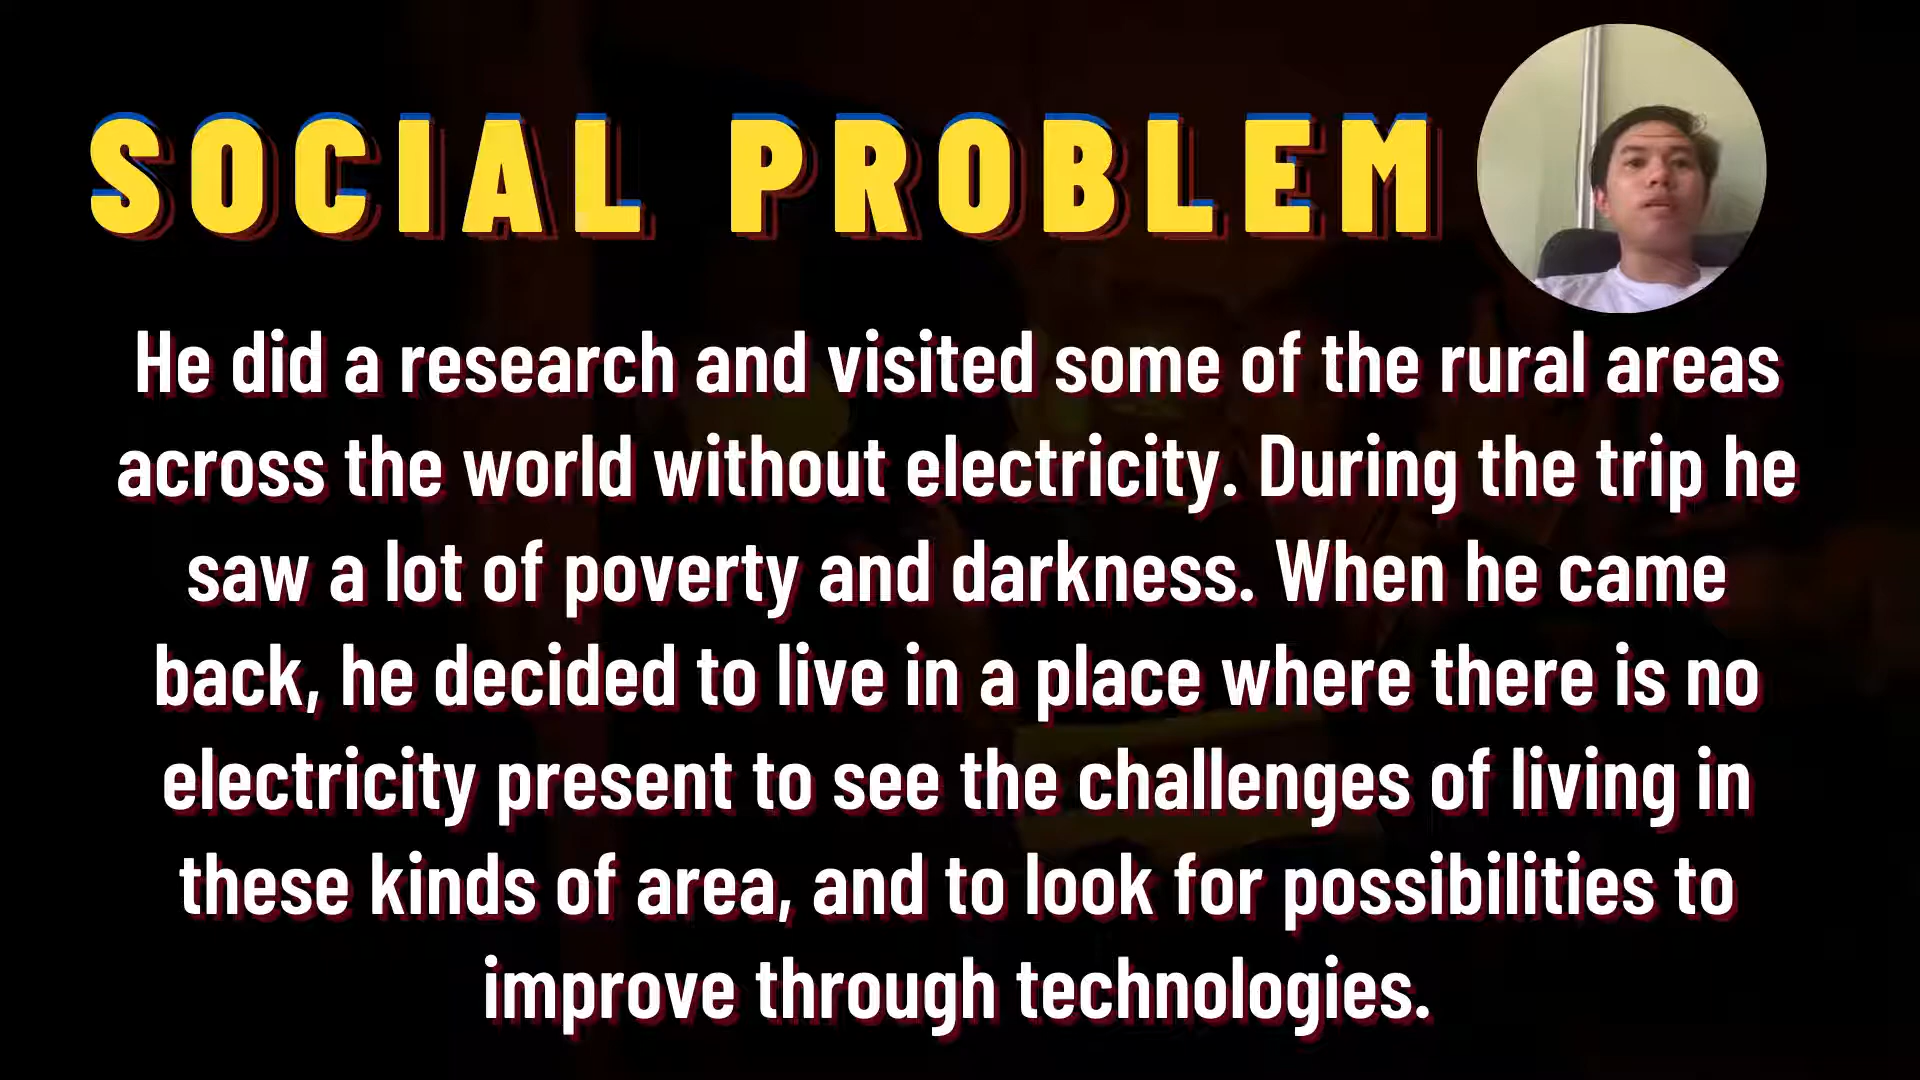 SOCIAL PROBLEM
He did a research and visited some of the rural areas
across the world without electricity. During the trip he
saw a lot of poverty and darkness. When he came
back, he decided to live in a place where there is no
electricity present to see the challenges of living in
these kinds of area, and to look for possibilities to
improve through technologies.